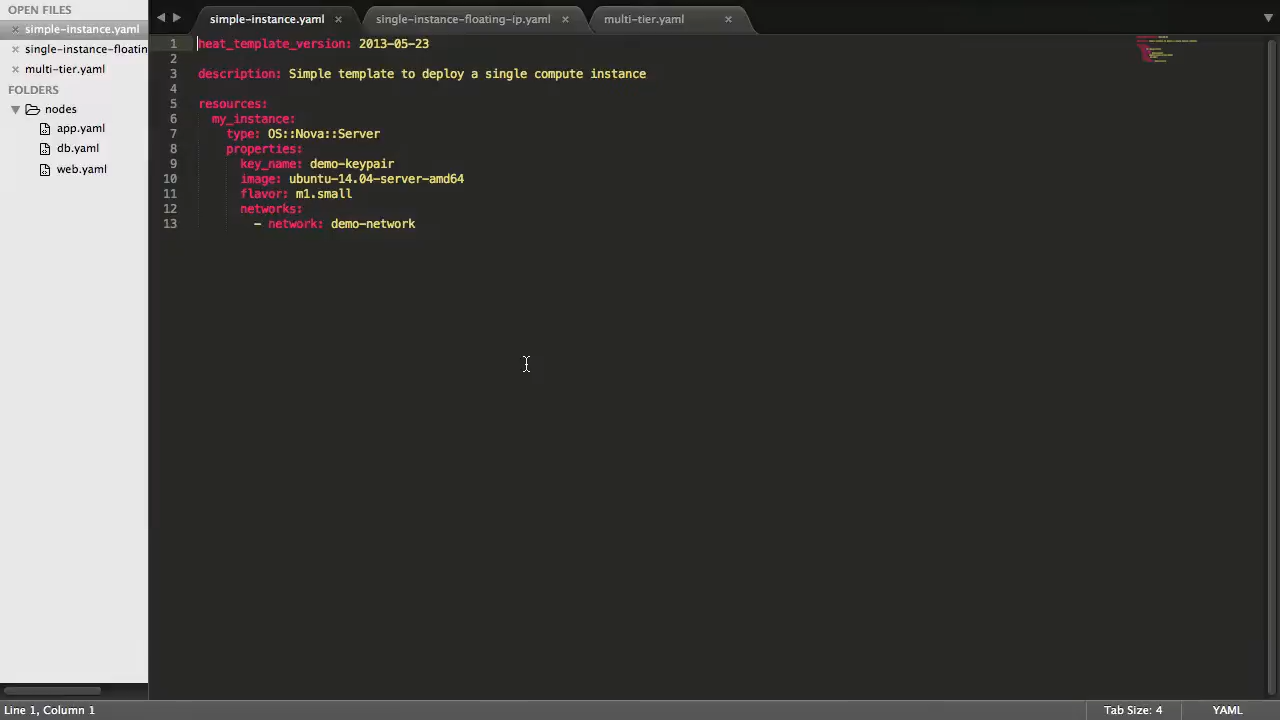 OPEN FILES
simple-instance.yaml
single-instance-floatin
multi-tier.yaml
FOLDERS
nodes
app.yaml
db.yaml
web.yaml
simple-instance.yaml
single-instance-floating-ip.yaml
multi-tier.yaml
1 heat_template_version: 2013-05-23
2
3 description: Simple template to deploy a single compute instance
4
5 resources:
6 my_instance:
7 type: OS::Nova::Server
8 properties:
9 key_name: demo-keypair
10 image: ubuntu-14.04-server-amd64
11 flavor: m1.small
12 networks:
13 - network: demo-network
Line 1, Column 1
Tab Size: 4
YAML